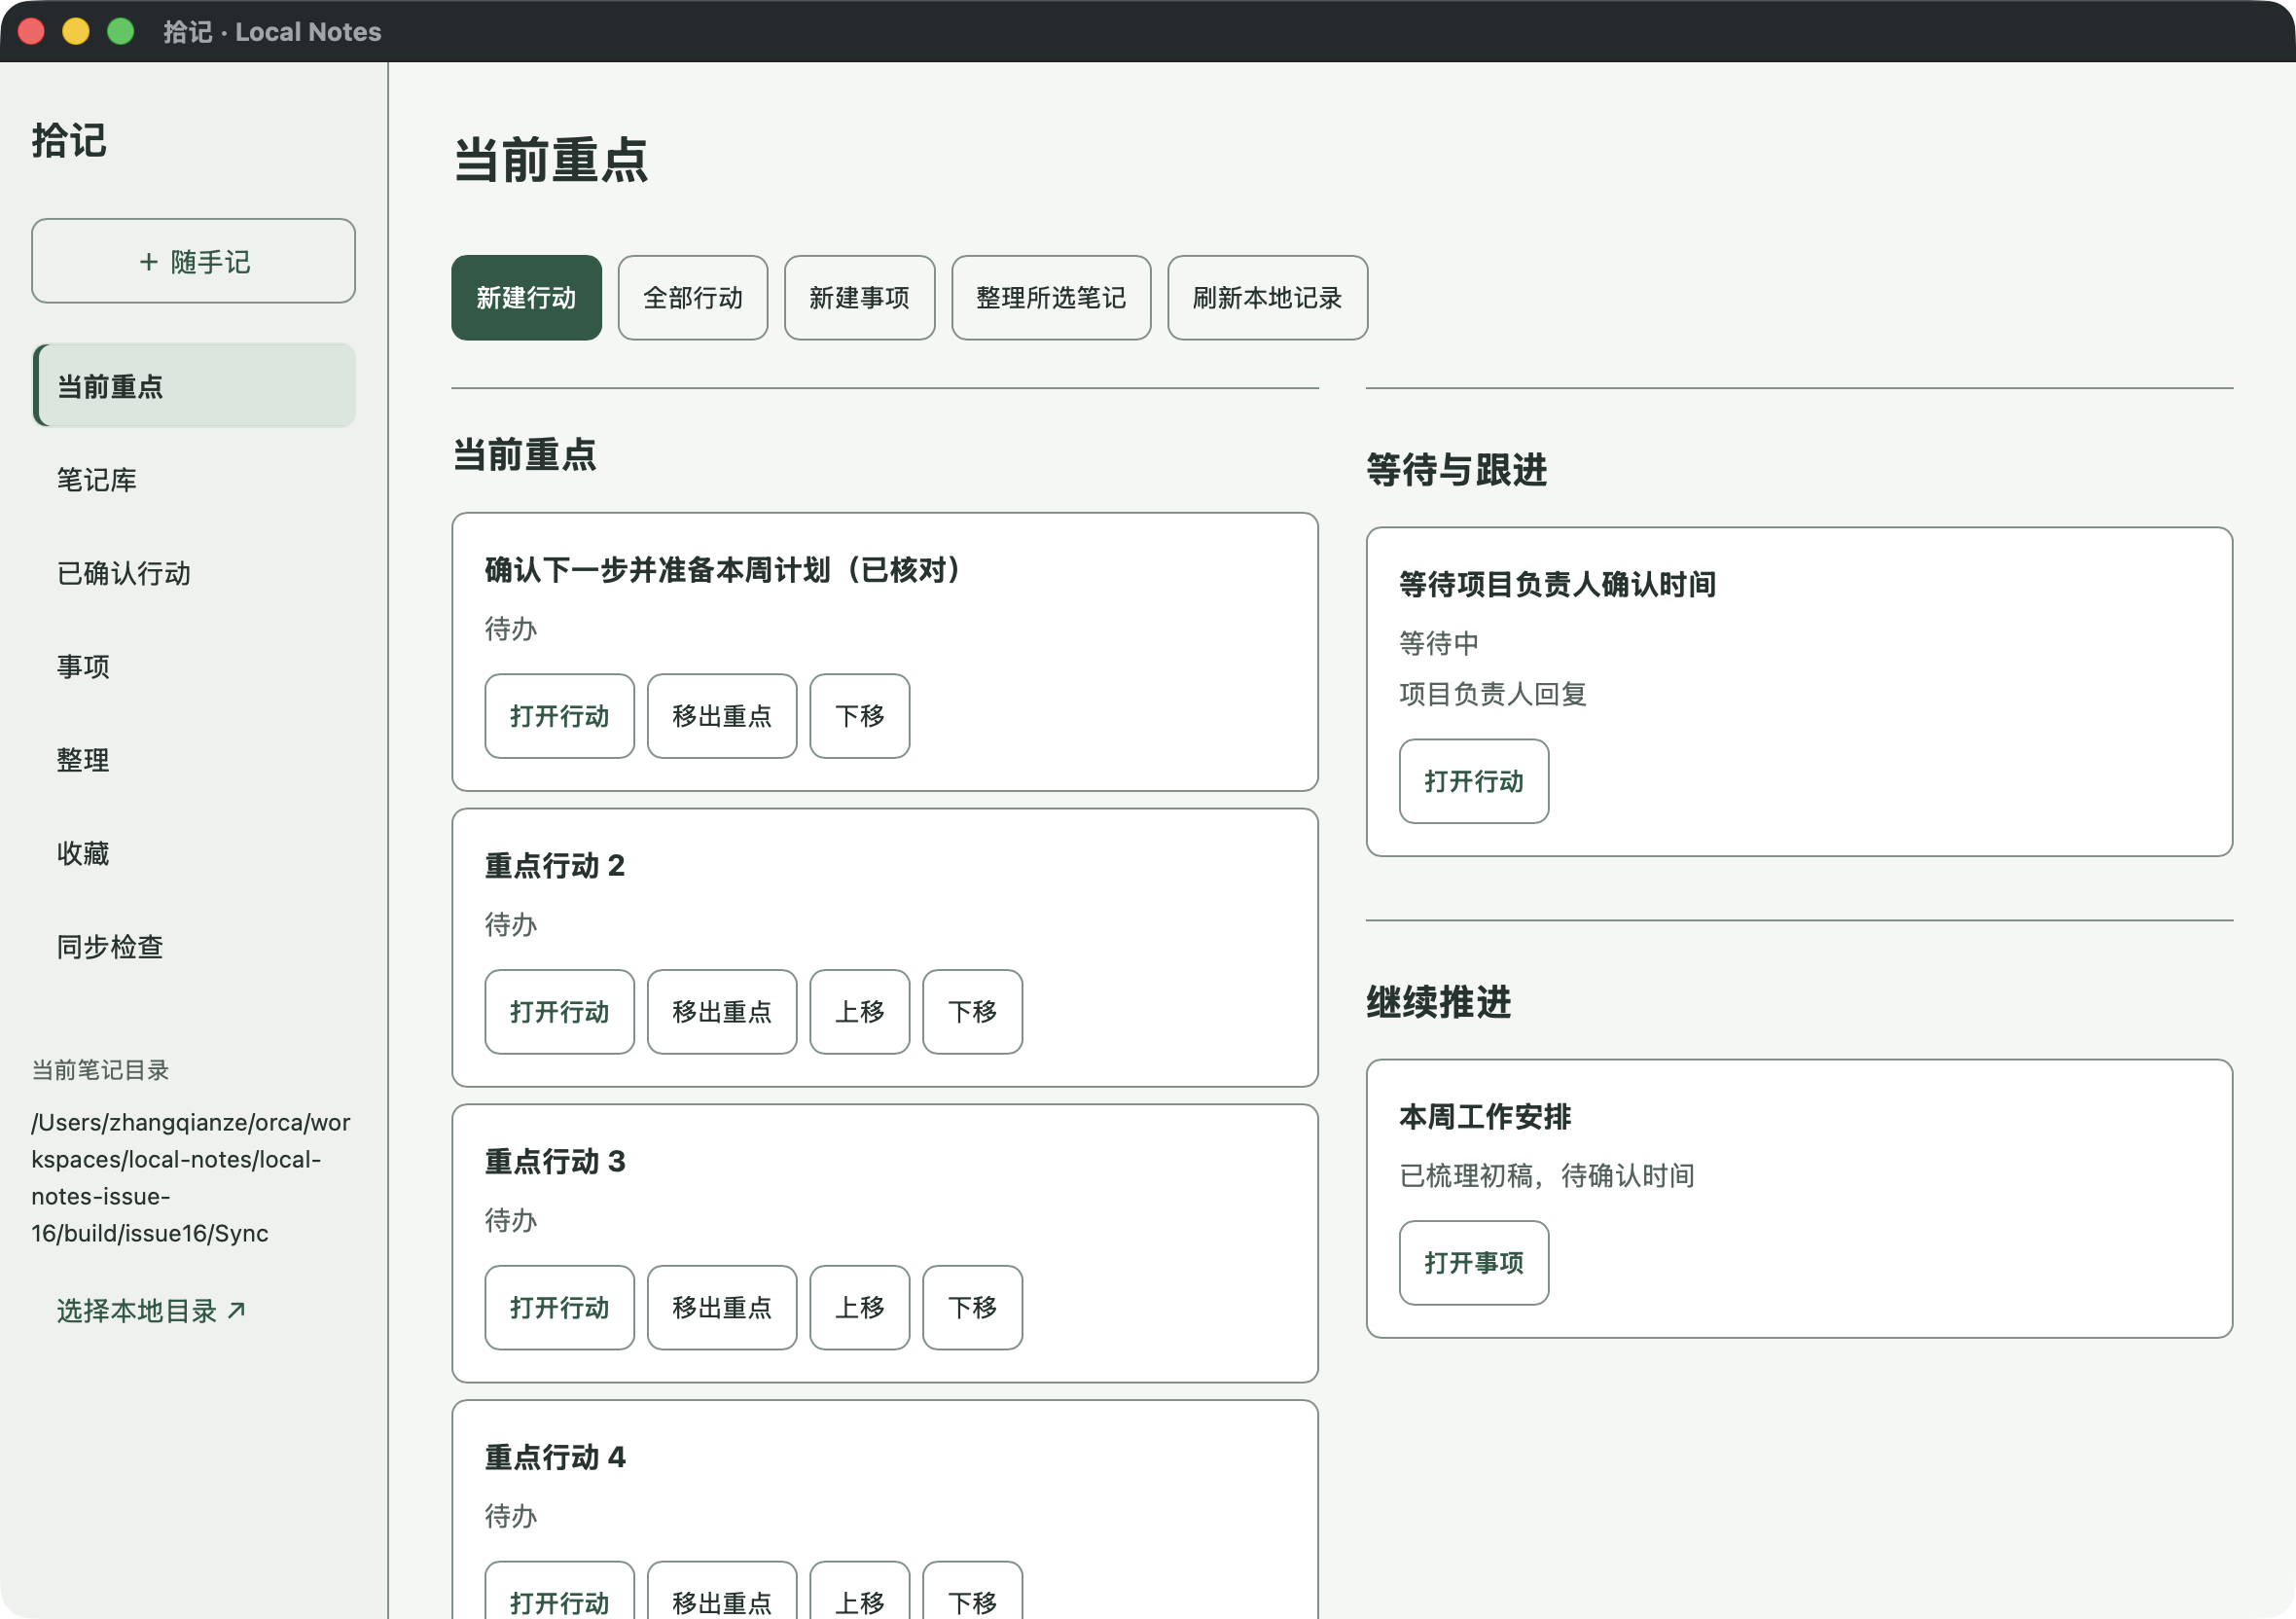 拾记 · Local Notes
拾记
+ 随手记
当前重点
笔记库
已确认行动
事项
整理
收藏
同步检查
当前笔记目录
/Users/zhangqianze/orca/wor
kspaces/local-notes/local-
notes-issue-
16/build/issue16/Sync
选择本地目录 ↗
当前重点
新建行动 全部行动 新建事项 整理所选笔记 刷新本地记录
当前重点
确认下一步并准备本周计划（已核对）
待办
打开行动 移出重点 下移
重点行动 2
待办
打开行动 移出重点 上移 下移
重点行动 3
待办
打开行动 移出重点 上移 下移
重点行动 4
待办
打开行动 移出重点 上移 下移
等待与跟进
等待项目负责人确认时间
等待中
项目负责人回复
打开行动
继续推进
本周工作安排
已梳理初稿，待确认时间
打开事项